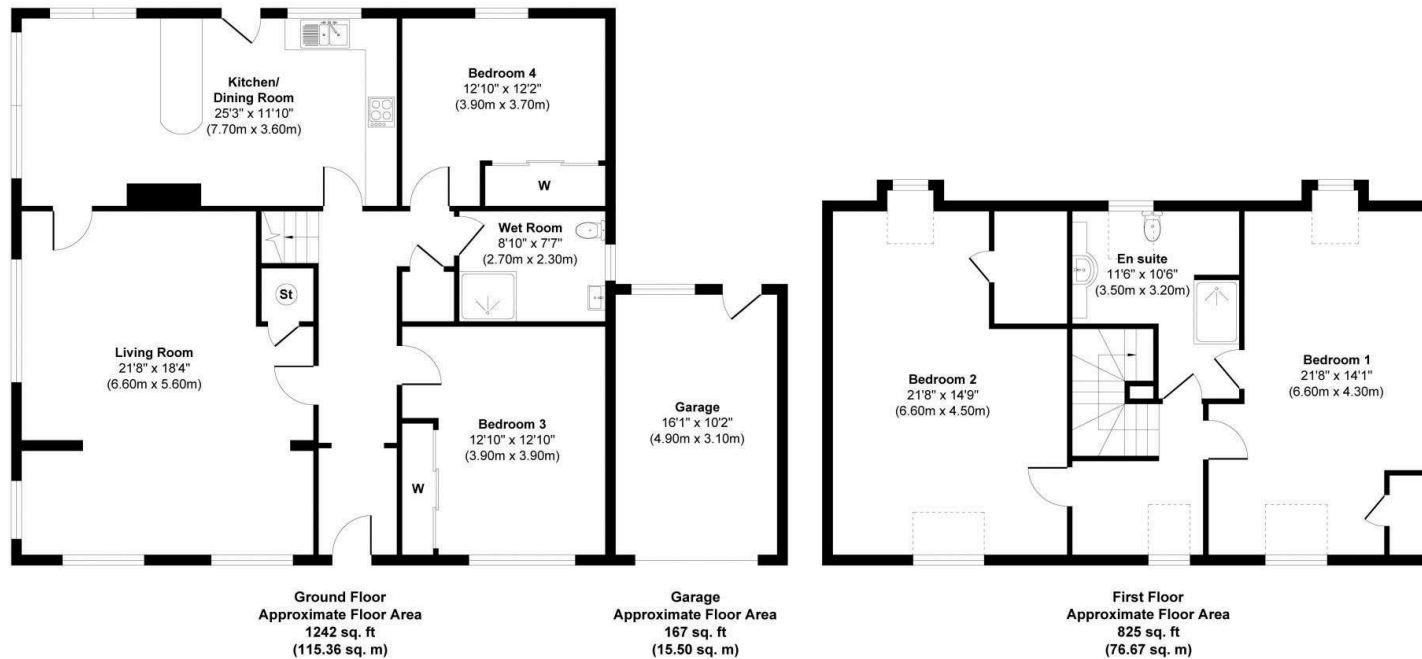 Kitchen/
Dining Room
25'3" x 11'10"
(7.70m x 3.60m)
Bedroom 4
12'10" x 12'2"
(3.90m x 3.70m)
W
Wet Room
8'10" x 7'7"
(2.70m x 2.30m)
St
Living Room
21'8" x 18'4"
(6.60m x 5.60m)
Bedroom 3
12'10" x 12'10"
(3.90m x 3.90m)
W
Garage
16'1" x 10'2"
(4.90m x 3.10m)
En suite
11'6" x 10'6"
(3.50m x 3.20m)
Bedroom 2
21'8" x 14'9"
(6.60m x 4.50m)
Bedroom 1
21'8" x 14'1"
(6.60m x 4.30m)
Ground Floor
Approximate Floor Area
1242 sq. ft
(115.36 sq. m)
Garage
Approximate Floor Area
167 sq. ft
(15.50 sq. m)
First Floor
Approximate Floor Area
825 sq. ft
(76.67 sq. m)